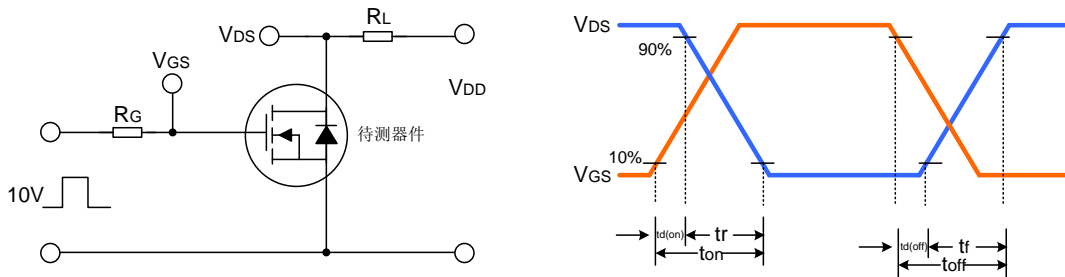 VDS
RL
VGS
VDD
RG
待测器件
10V
VDS
90%
10%
VGS
td(on)
tr
ton
td(off)
tf
toff